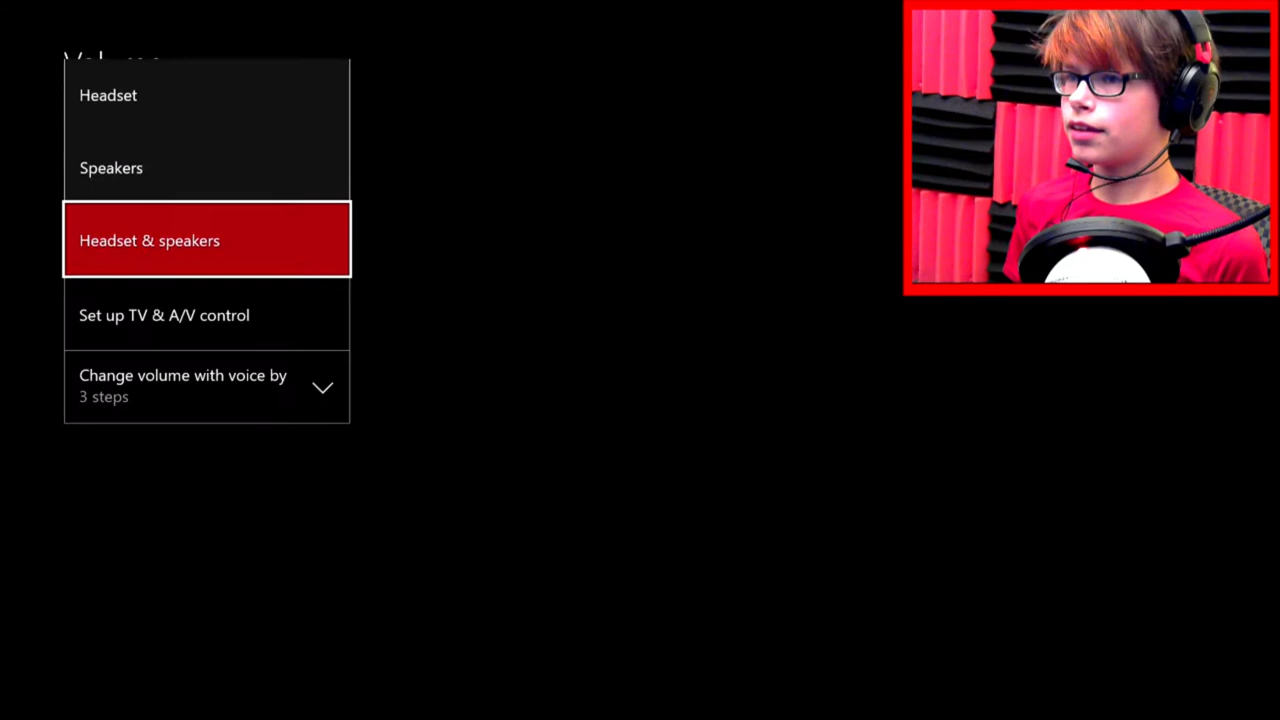 Headset
Speakers
Headset & speakers
Set up TV & A/V control
Change volume with voice by
3 steps